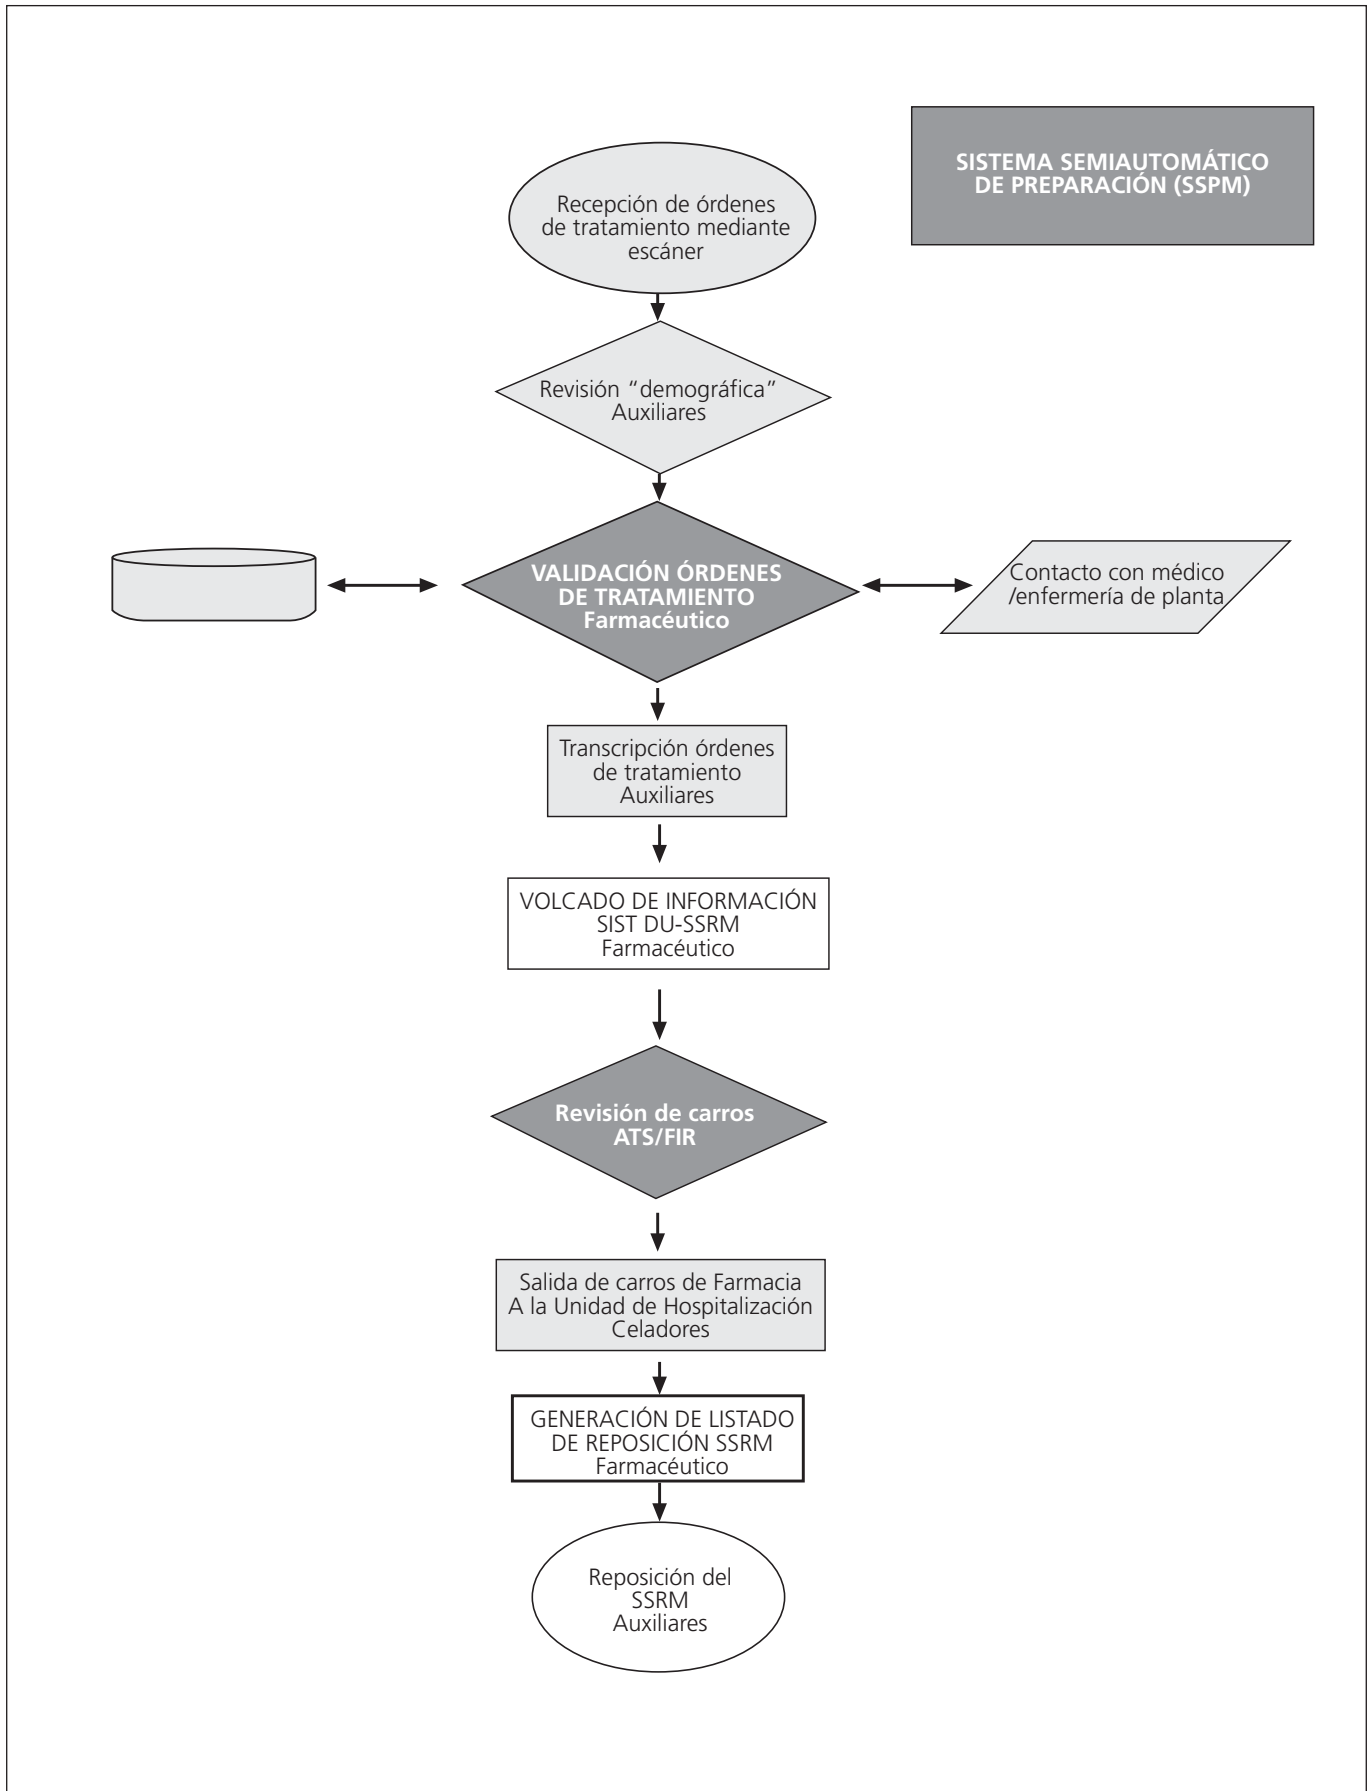 SISTEMA SEMIAUTOMÁTICO
DE PREPARACIÓN (SSPM)
Recepción de órdenes
de tratamiento mediante
escáner
Revisión “demográfica”
Auxiliares
VALIDACIÓN ÓRDENES
DE TRATAMIENTO
Farmacéutico
Contacto con médico
/enfermería de planta
Transcripción órdenes
de tratamiento
Auxiliares
VOLCADO DE INFORMACIÓN
SIST DU-SSRM
Farmacéutico
Revisión de carros
ATS/FIR
Salida de carros de Farmacia
A la Unidad de Hospitalización
Celadores
GENERACIÓN DE LISTADO
DE REPOSICIÓN SSRM
Farmacéutico
Reposición del
SSRM
Auxiliares